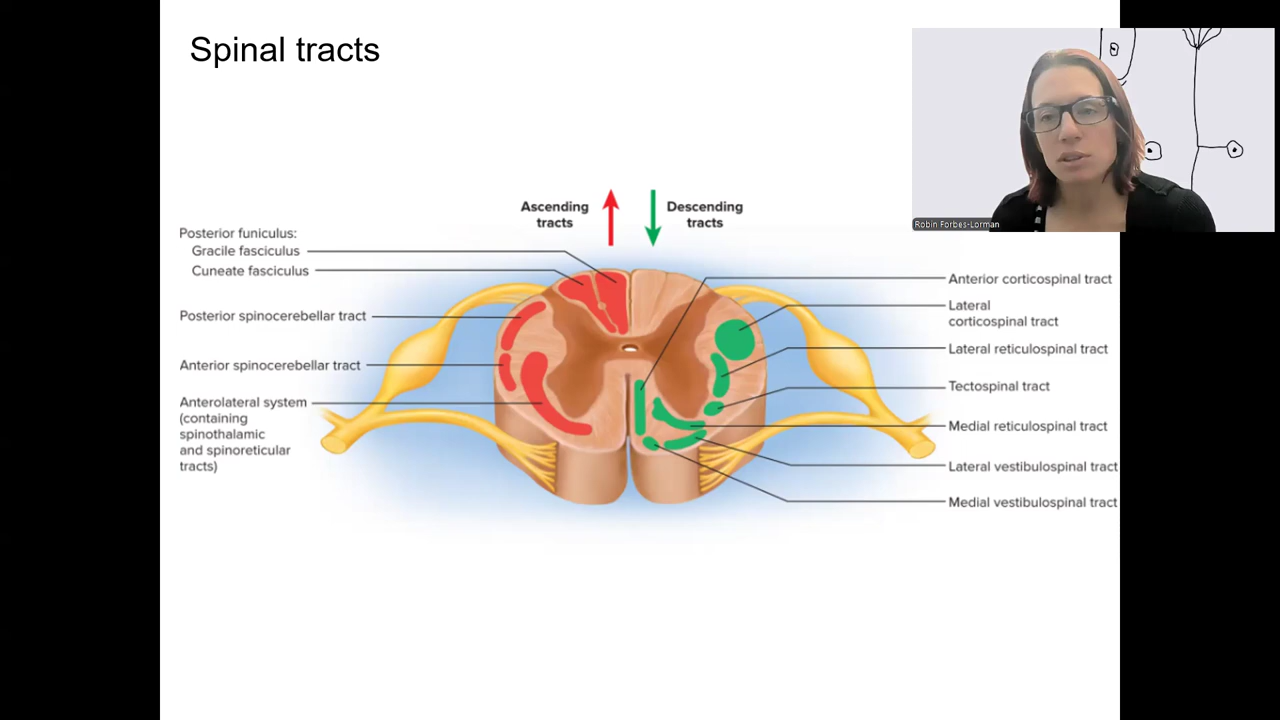 Spinal tracts
Robin Forbes-Lorman
Ascending
tracts
Descending
tracts
Posterior funiculus:
Gracile fasciculus
Cuneate fasciculus
Posterior spinocerebellar tract
Anterior spinocerebellar tract
Anterolateral system
(containing
spinothalamic
and spinoreticular
tracts)
Anterior corticospinal tract
Lateral
corticospinal tract
Lateral reticulospinal tract
Tectospinal tract
Medial reticulospinal tract
Lateral vestibulospinal tract
Medial vestibulospinal tract